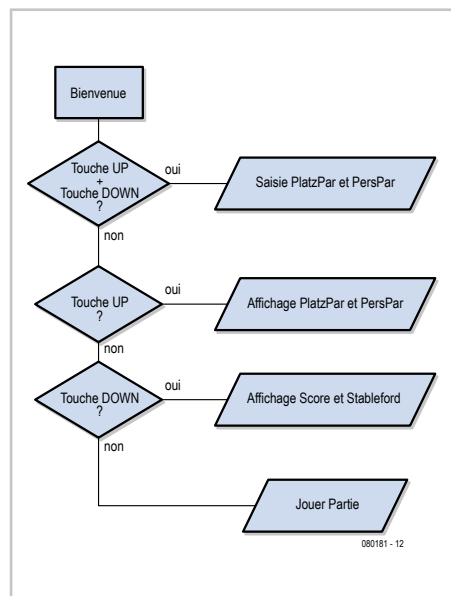 Bienvenue
Touche UP
+
Touche DOWN
?
oui
Saisie PlatzPar et PersPar
non
Touche UP
?
oui
Affichage PlatzPar et PersPar
non
Touche DOWN
?
oui
Affichage Score et Stableford
non
Jouer Partie
080181 - 12